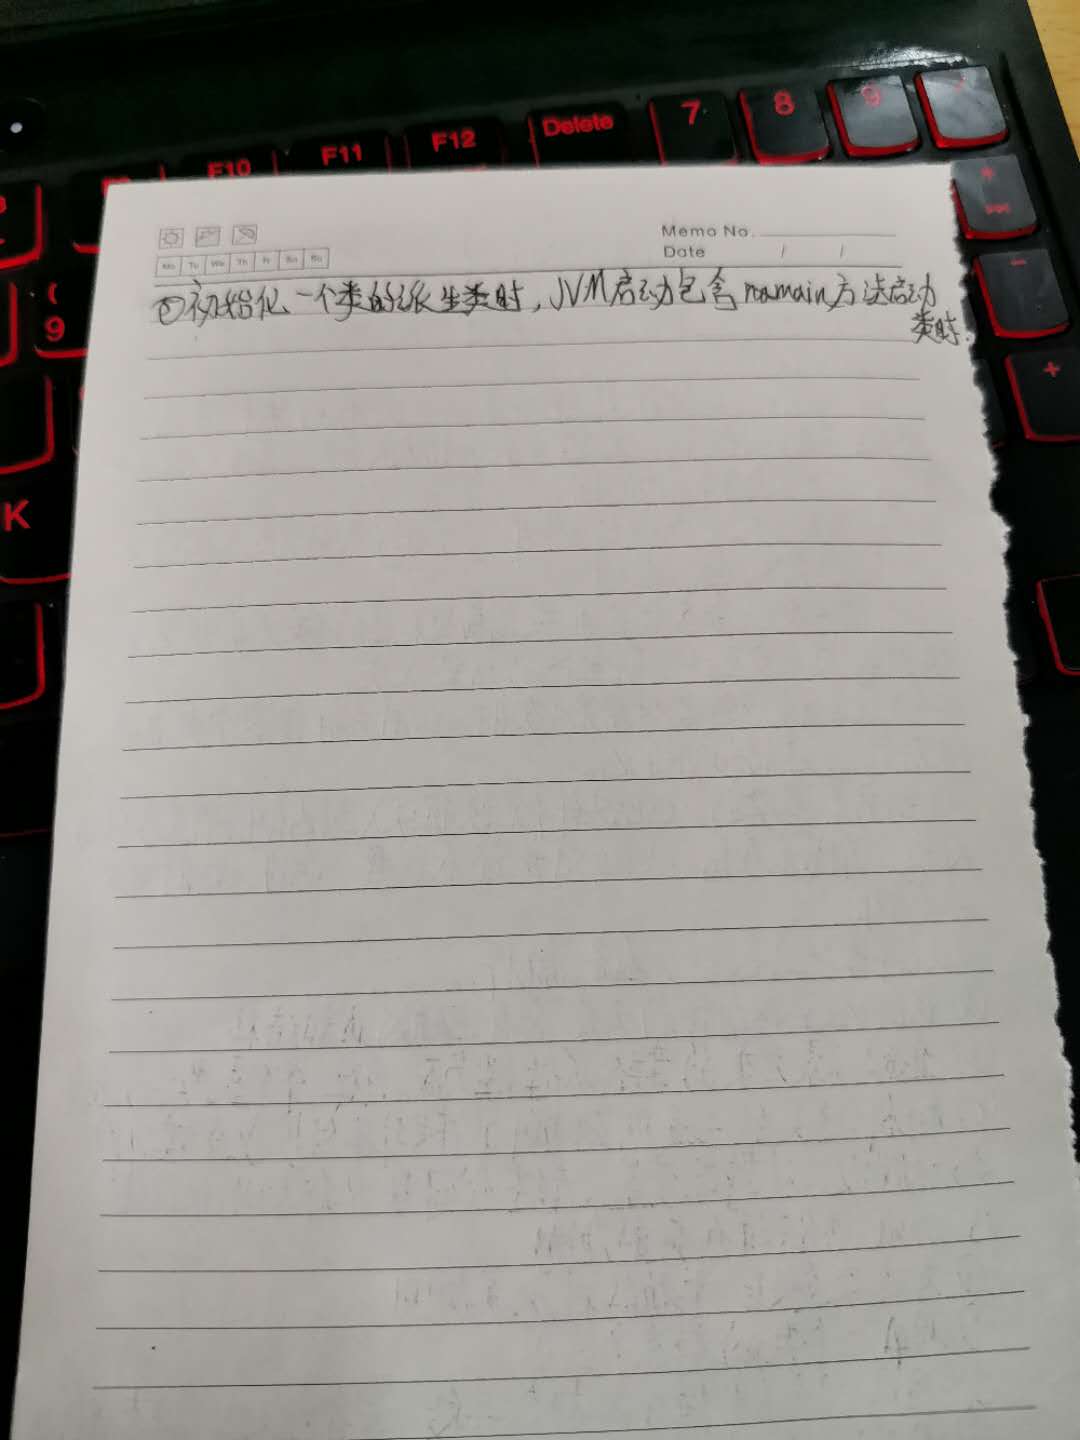 F10 F11 F12 Delete 7 8 9
( 9
K
+
Memo No.
Date / /
Mo Tu We Th Fr Sa Su
初始化一个类的派生类时,JVM启动包含mamain方法启动
类时.